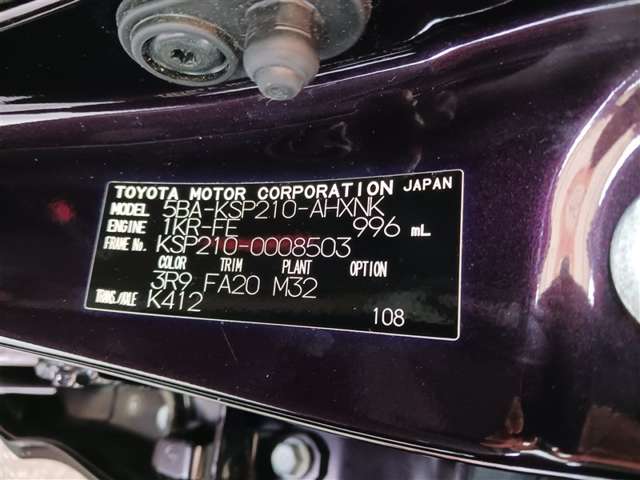 TOYOTA MOTOR CORPORATION JAPAN
MODEL 5BA-KSP210-AHXNK
ENGINE 1KR-FE 996 mL
FRAME No. KSP210-0008503
COLOR TRIM PLANT OPTION
3R9 FA20 M32
TRANS./AXLE K412
108